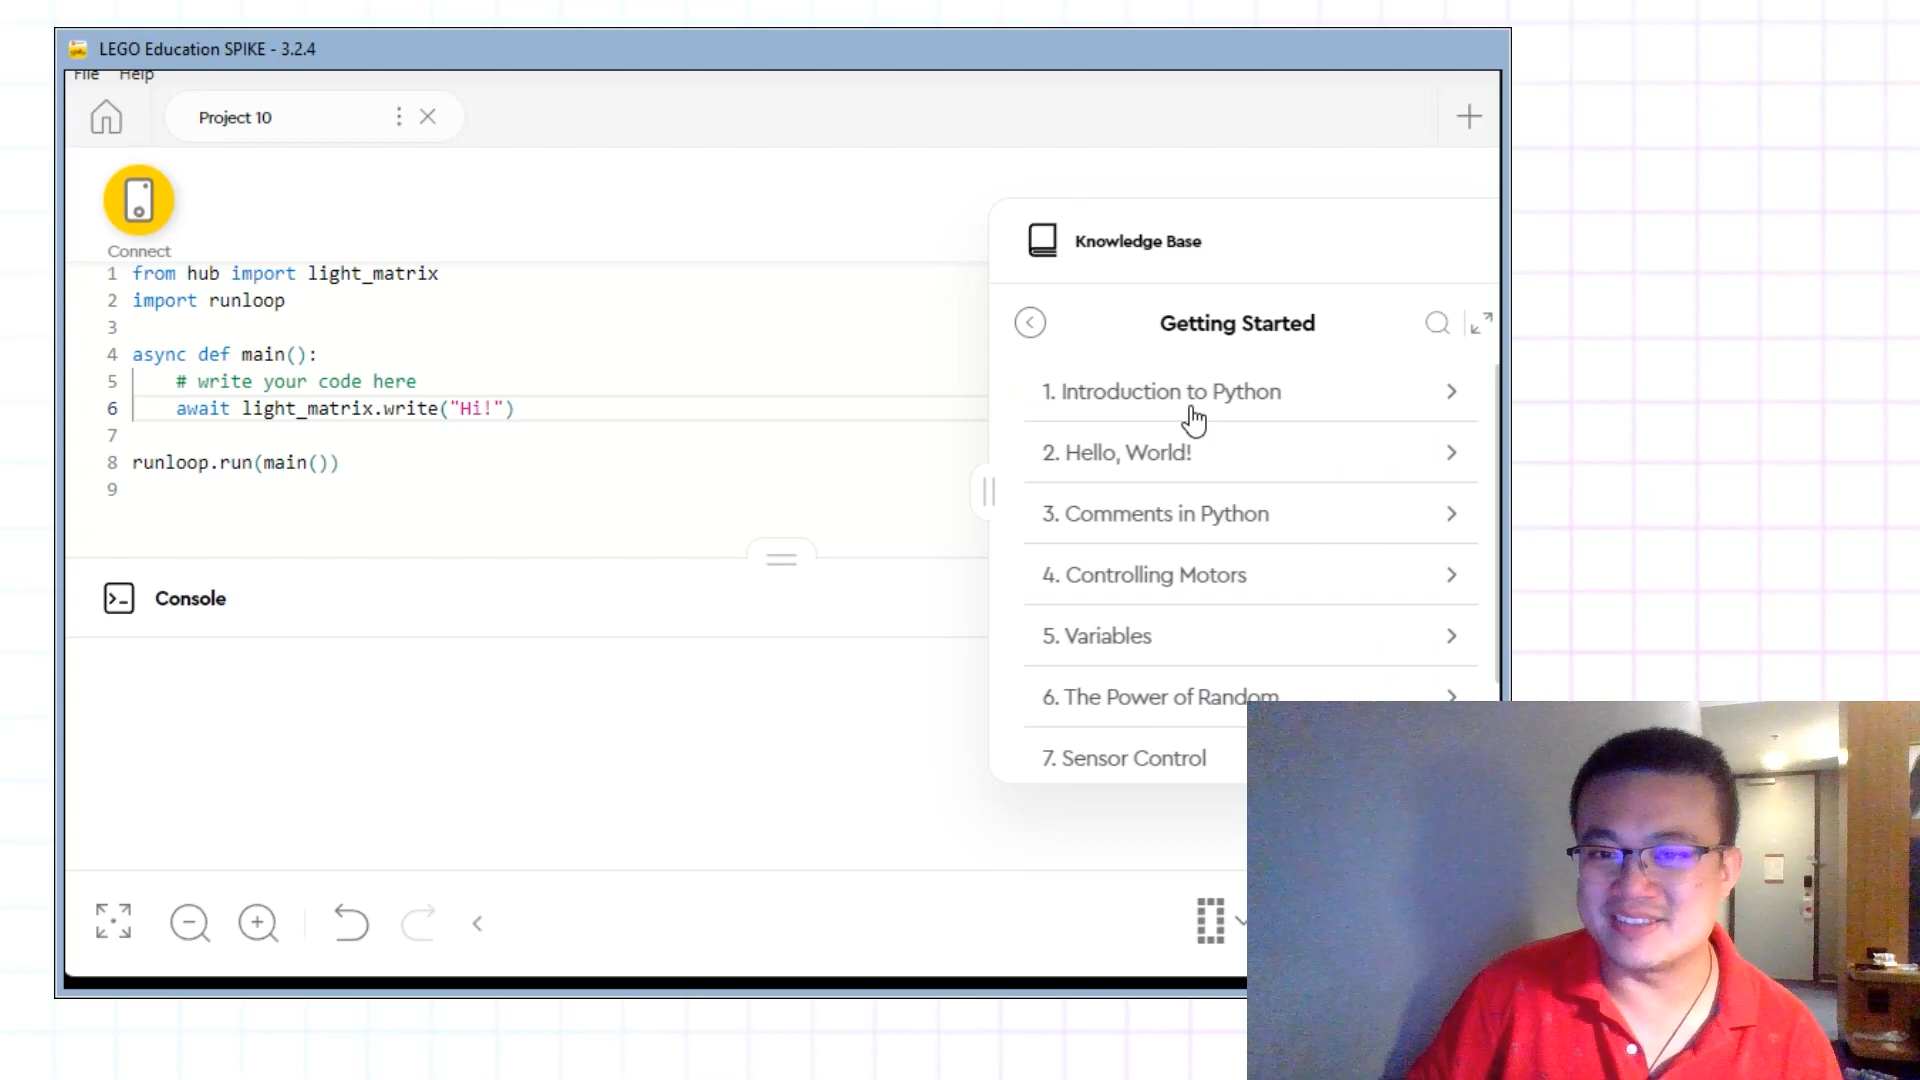 LEGO Education SPIKE - 3.2.4
File Help
Project 10
Connect
1 from hub import light_matrix
2 import runloop
3
4 async def main():
5 # write your code here
6 await light_matrix.write("Hi!")
7
8 runloop.run(main())
9
Console
Knowledge Base
Getting Started
1. Introduction to Python
2. Hello, World!
3. Comments in Python
4. Controlling Motors
5. Variables
6. The Power of Random
7. Sensor Control